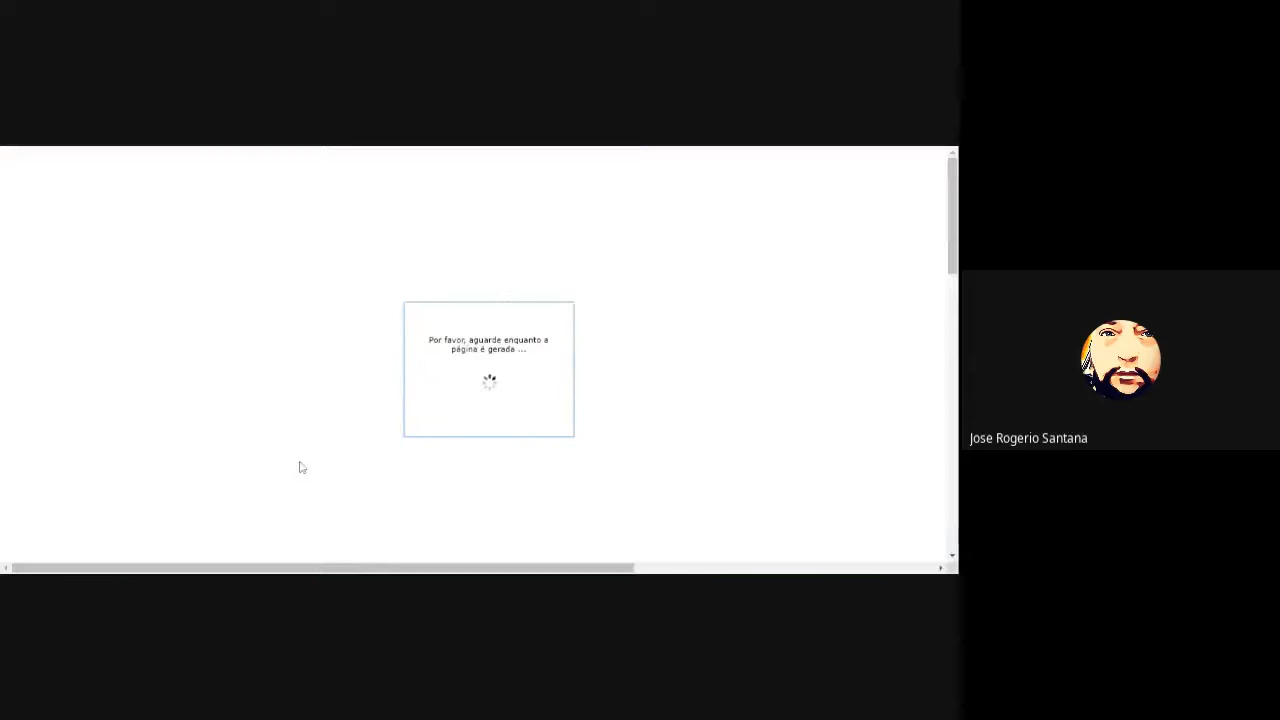 Por favor, aguarde enquanto a
página é gerada ...
Jose Rogerio Santana